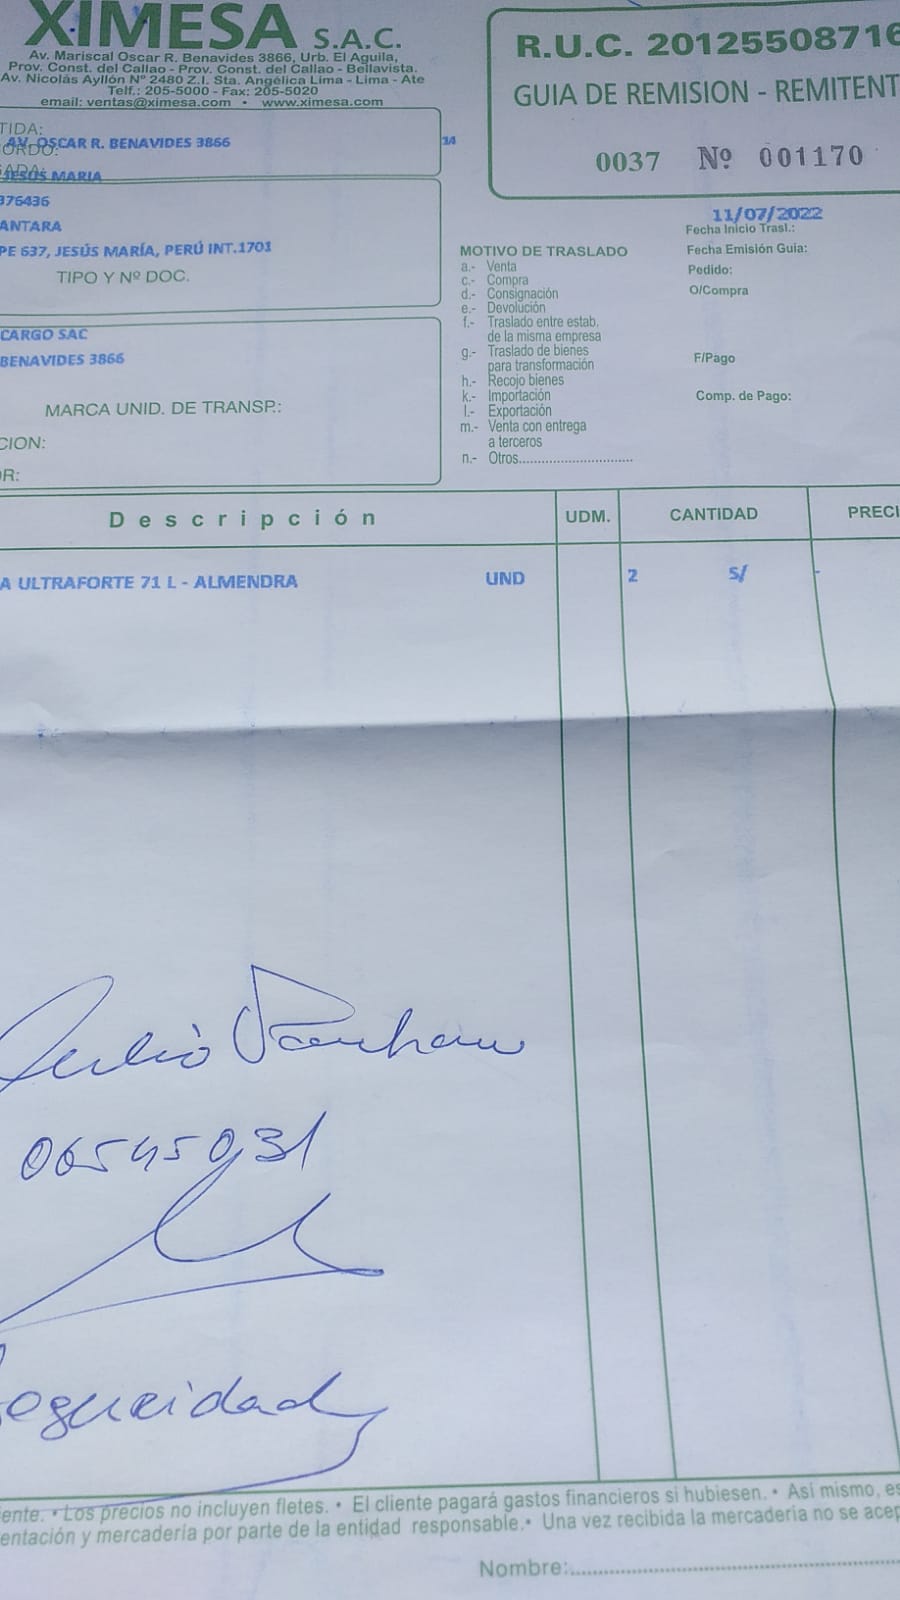 XIMESA S.A.C.
Av. Mariscal Oscar R. Benavides 3866, Urb. El Aguila,
Prov. Const. del Callao - Prov. Const. del Callao - Bellavista.
Av. Nicolás Ayllón Nº 2480 Z.I. Sta. Angélica Lima - Lima - Ate
Telf.: 205-5000 - Fax: 205-5020
email: ventas@ximesa.com • www.ximesa.com
R.U.C. 20125508716
GUIA DE REMISION - REMITENT
0037 Nº 001170
TIDA:
AV. OSCAR R. BENAVIDES 3866
14
JESÚS MARIA
376436
ANTARA
PE 637, JESÚS MARÍA, PERÚ INT.1701
TIPO Y Nº DOC.
11/07/2022
Fecha Inicio Trasl.:
Fecha Emisión Guia:
Pedido:
O/Compra
F/Pago
Comp. de Pago:
MOTIVO DE TRASLADO
a.- Venta
c.- Compra
d.- Consignación
e.- Devolución
f.- Traslado entre estab.
de la misma empresa
g.- Traslado de bienes
para transformación
h.- Recojo bienes
k.- Importación
l.- Exportación
m.- Venta con entrega
a terceros
n.- Otros..............................
CARGO SAC
BENAVIDES 3866
MARCA UNID. DE TRANSP.:
CION:
R:
Descripción UDM. CANTIDAD PRECI
A ULTRAFORTE 71 L - ALMENDRA UND 2 S/ -
Julio
06545931
Seguridad
iente. • Los precios no incluyen fletes. • El cliente pagará gastos financieros si hubiesen. • Así mismo, es
entación y mercadería por parte de la entidad responsable. • Una vez recibida la mercadería no se acep
Nombre: